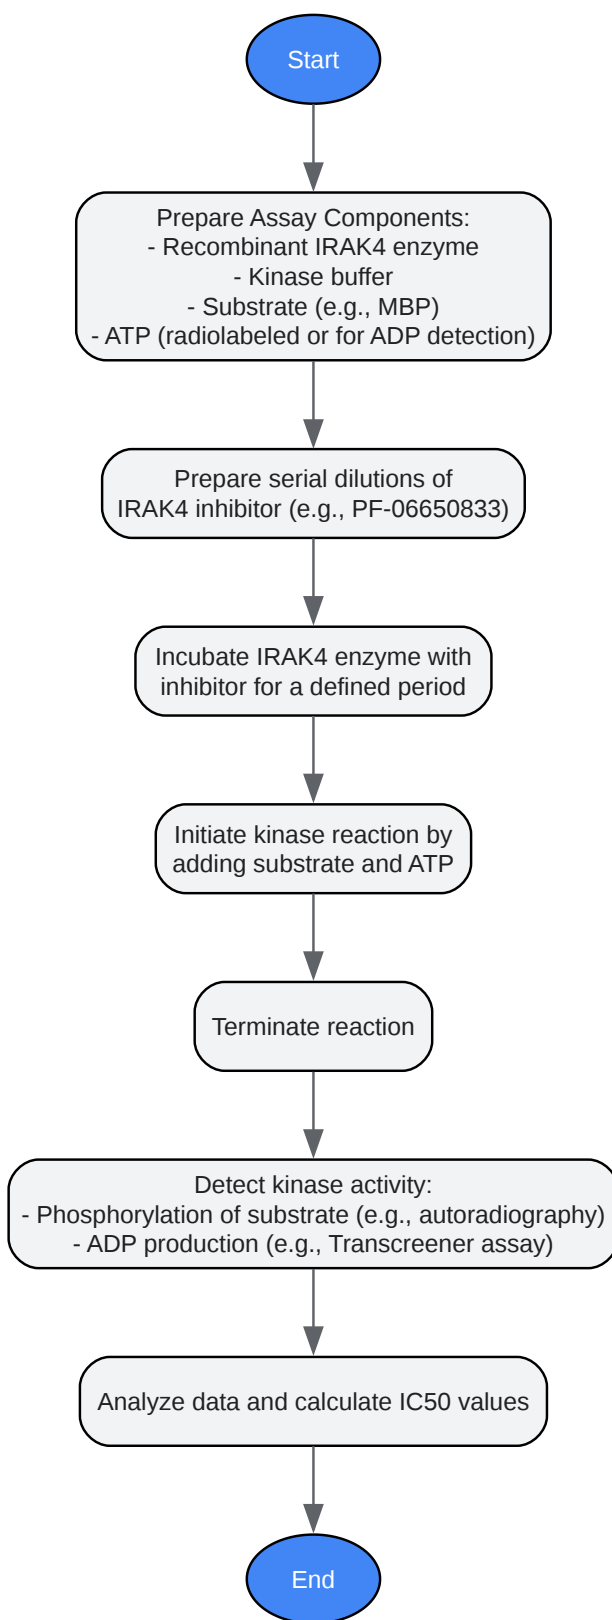 Start
Prepare Assay Components:
- Recombinant IRAK4 enzyme
- Kinase buffer
- Substrate (e.g., MBP)
- ATP (radiolabeled or for ADP detection)
Prepare serial dilutions of
IRAK4 inhibitor (e.g., PF-06650833)
Incubate IRAK4 enzyme with
inhibitor for a defined period
Initiate kinase reaction by
adding substrate and ATP
Terminate reaction
Detect kinase activity:
- Phosphorylation of substrate (e.g., autoradiography)
- ADP production (e.g., Transcreener assay)
Analyze data and calculate IC50 values
End